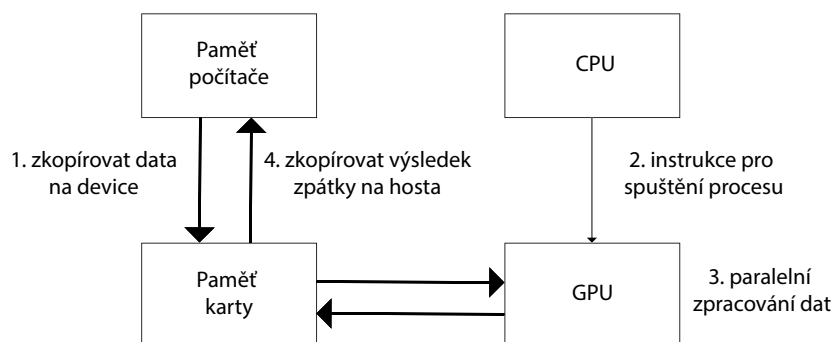 Paměť
počítače
CPU
1. zkopírovat data
na device
4. zkopírovat výsledek
zpátky na hosta
2. instrukce pro
spuštění procesu
Paměť
karty
GPU
3. paralelní
zpracování dat